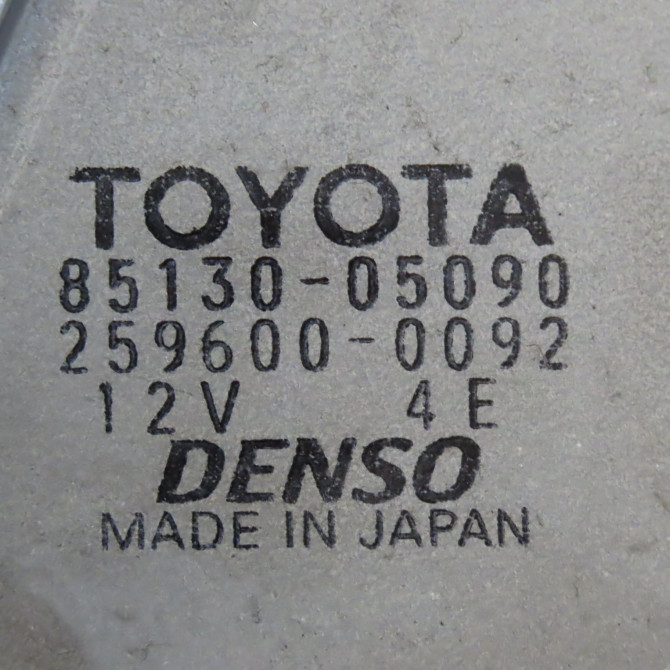 TOYOTA
85130-05090
259600-0092
12V 4E
DENSO
MADE IN JAPAN